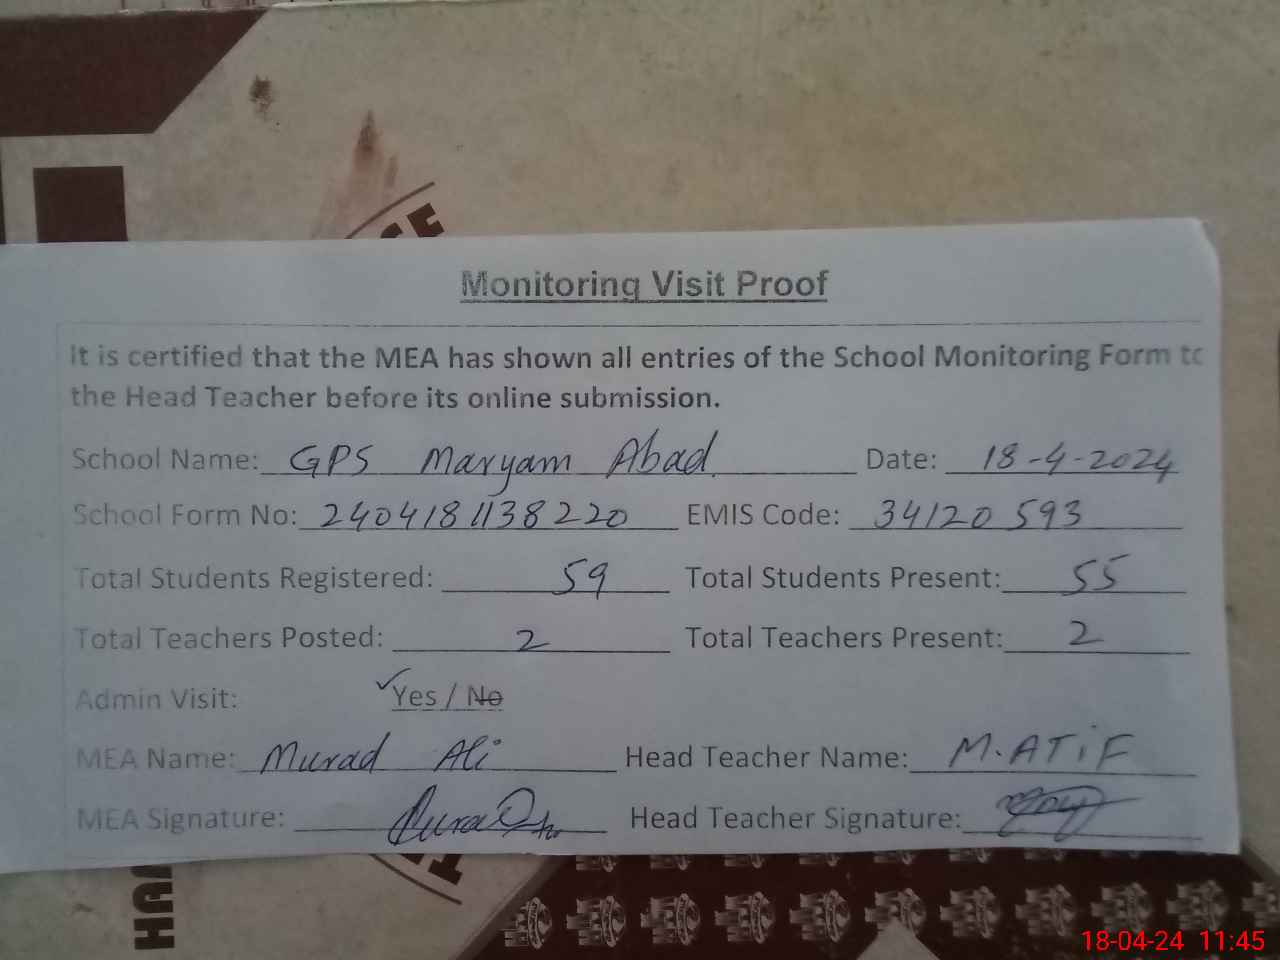 Monitoring Visit Proof
It is certified that the MEA has shown all entries of the School Monitoring Form to
the Head Teacher before its online submission.
School Name: GPS Maryam Abad Date: 18-4-2024
School Form No: 2404181138220 EMIS Code: 34120593
Total Students Registered: 59 Total Students Present: 55
Total Teachers Posted: 2 Total Teachers Present: 2
Admin Visit: ✓Yes / No
MEA Name: Murad Ali Head Teacher Name: M. ATiF
MEA Signature: Head Teacher Signature:
18-04-24 11:45